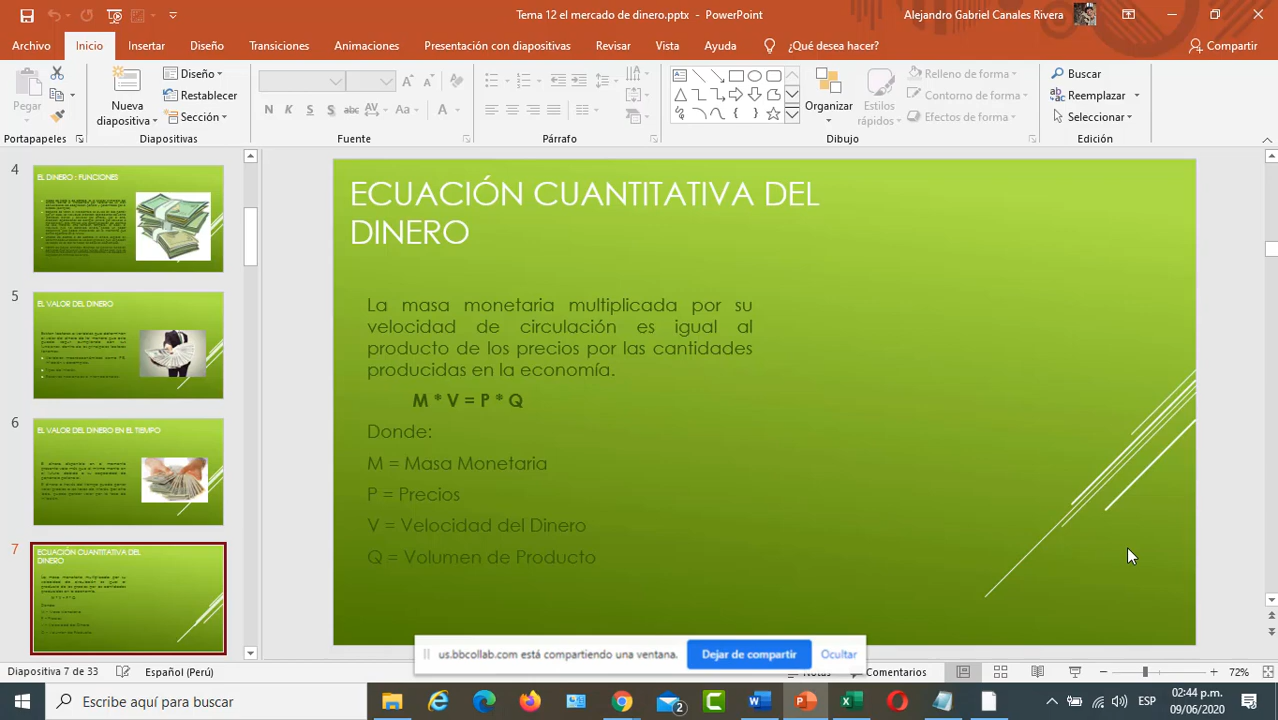 Tema 12 el mercado de dinero.pptx - PowerPoint
Alejandro Gabriel Canales Rivera
Archivo Inicio Insertar Diseño Transiciones Animaciones Presentación con diapositivas Revisar Vista Ayuda ¿Qué desea hacer? Compartir
Pegar
Nueva diapositiva
Diseño
Restablecer
Sección
N K S S abc AV Aa A
Organizar
Estilos rápidos
Relleno de forma
Contorno de forma
Efectos de forma
Buscar
Reemplazar
Seleccionar
Portapapeles Diapositivas Fuente Párrafo Dibujo Edición
4
EL DINERO : FUNCIONES
5
EL VALOR DEL DINERO
6
EL VALOR DEL DINERO EN EL TIEMPO
7
ECUACIÓN CUANTITATIVA DEL
DINERO
ECUACIÓN CUANTITATIVA DEL
DINERO
La masa monetaria multiplicada por su
velocidad de circulación es igual al
producto de los precios por las cantidades
producidas en la economía.
M * V = P * Q
Donde:
M = Masa Monetaria
P = Precios
V = Velocidad del Dinero
Q = Volumen de Producto
us.bbcollab.com está compartiendo una ventana. Dejar de compartir Ocultar
Diapositiva 7 de 33 Español (Perú) Notas Comentarios 72%
Escribe aquí para buscar
2
ESP
02:44 p.m.
09/06/2020